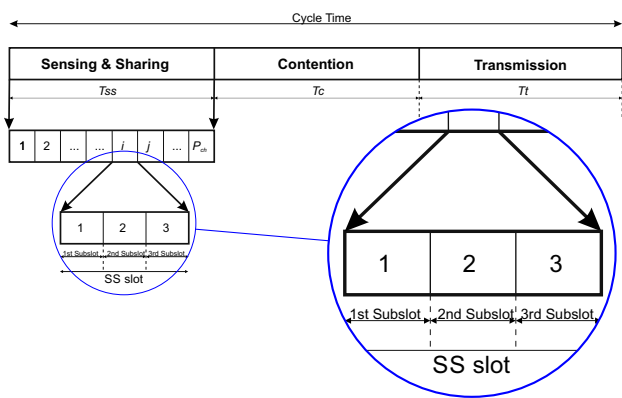 Cycle Time
Sensing & Sharing Contention Transmission
Tss Tc Tt
1 2 ... ... i j ... Pch
1 2 3
1st Subslot 2nd Subslot 3rd Subslot
SS slot
1 2 3
1st Subslot 2nd Subslot 3rd Subslot
SS slot